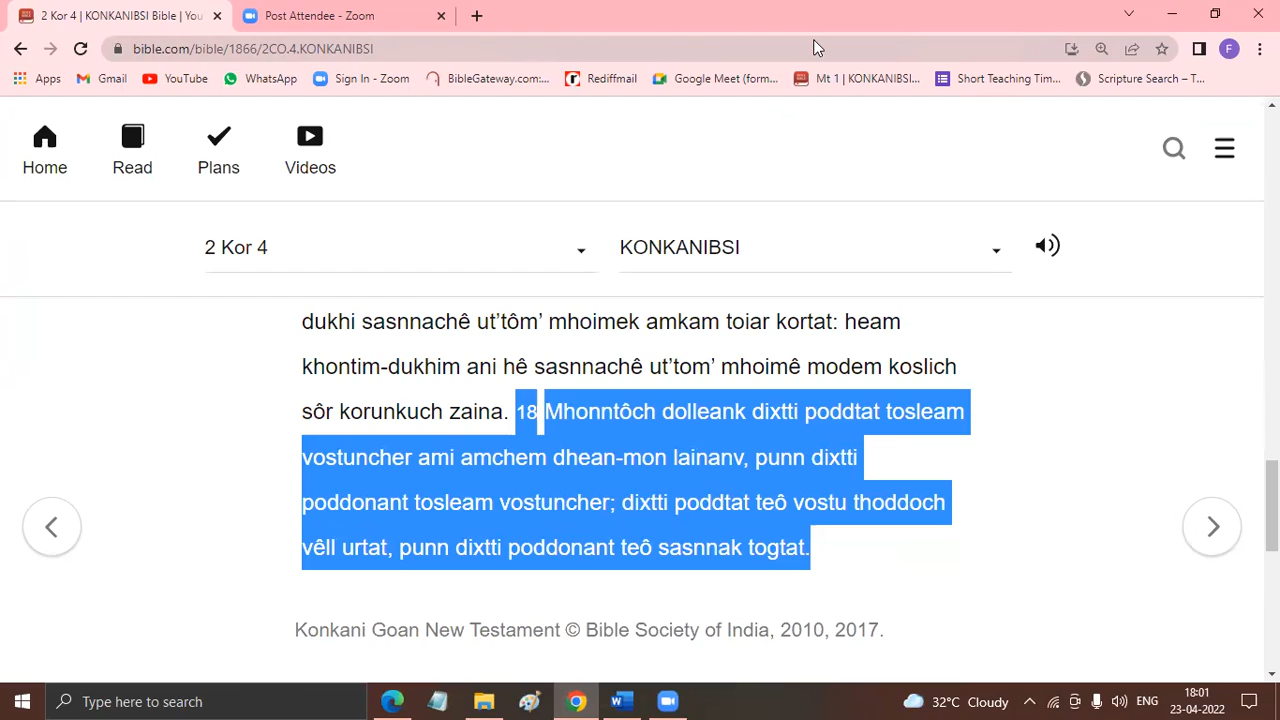 2 Kor 4 | KONKANIBSI Bible | You
Post Attendee - Zoom
bible.com/bible/1866/2CO.4.KONKANIBSI
F
Apps
Gmail
YouTube
WhatsApp
Sign In - Zoom
BibleGateway.com:...
Rediffmail
Google Meet (form...
Mt 1 | KONKANIBSI...
Short Teaching Tim...
Scripture Search – T...
Home
Read
Plans
Videos
2 Kor 4
KONKANIBSI
dukhi sasnnachê ut’tôm’ mhoimek amkam toiar kortat: heam
khontim-dukhim ani hê sasnnachê ut’tom’ mhoimê modem koslich
sôr korunkuch zaina. 18 Mhonntôch dolleank dixtti poddtat tosleam
vostuncher ami amchem dhean-mon lainanv, punn dixtti
poddonant tosleam vostuncher; dixtti poddtat teô vostu thoddoch
vêll urtat, punn dixtti poddonant teô sasnnak togtat.
Konkani Goan New Testament © Bible Society of India, 2010, 2017.
Type here to search
32°C Cloudy
ENG
18:01
23-04-2022